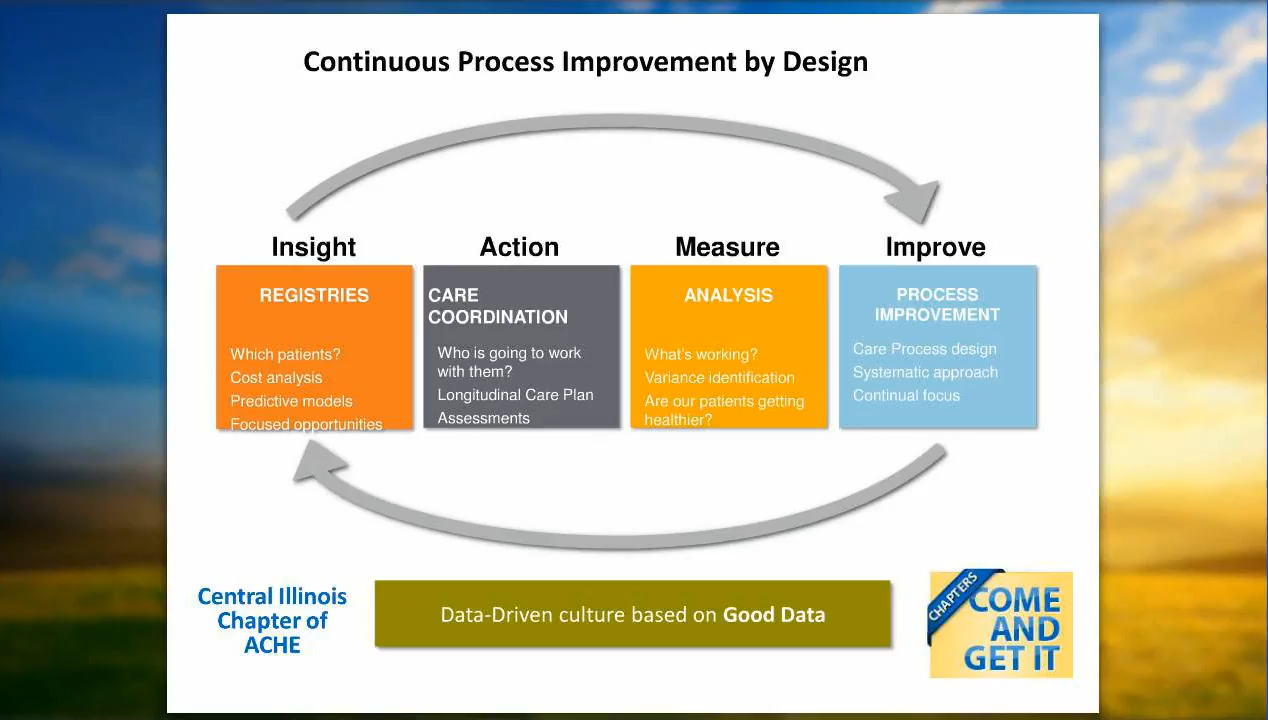 Continuous Process Improvement by Design
Insight
Action
Measure
Improve
REGISTRIES
Which patients?
Cost analysis
Predictive models
Focused opportunities
CARE
COORDINATION
Who is going to work
with them?
Longitudinal Care Plan
Assessments
ANALYSIS
What's working?
Variance identification
Are our patients getting
healthier?
PROCESS
IMPROVEMENT
Care Process design
Systematic approach
Continual focus
Central Illinois
Chapter of
ACHE
Data-Driven culture based on Good Data
CHAPTERS
COME
AND
GET IT